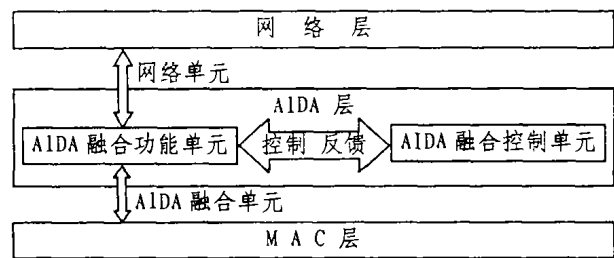 网 络 层
网络单元
AIDA 层
AIDA 融合功能单元
控制 反馈
AIDA 融合控制单元
AIDA 融合单元
M A C 层